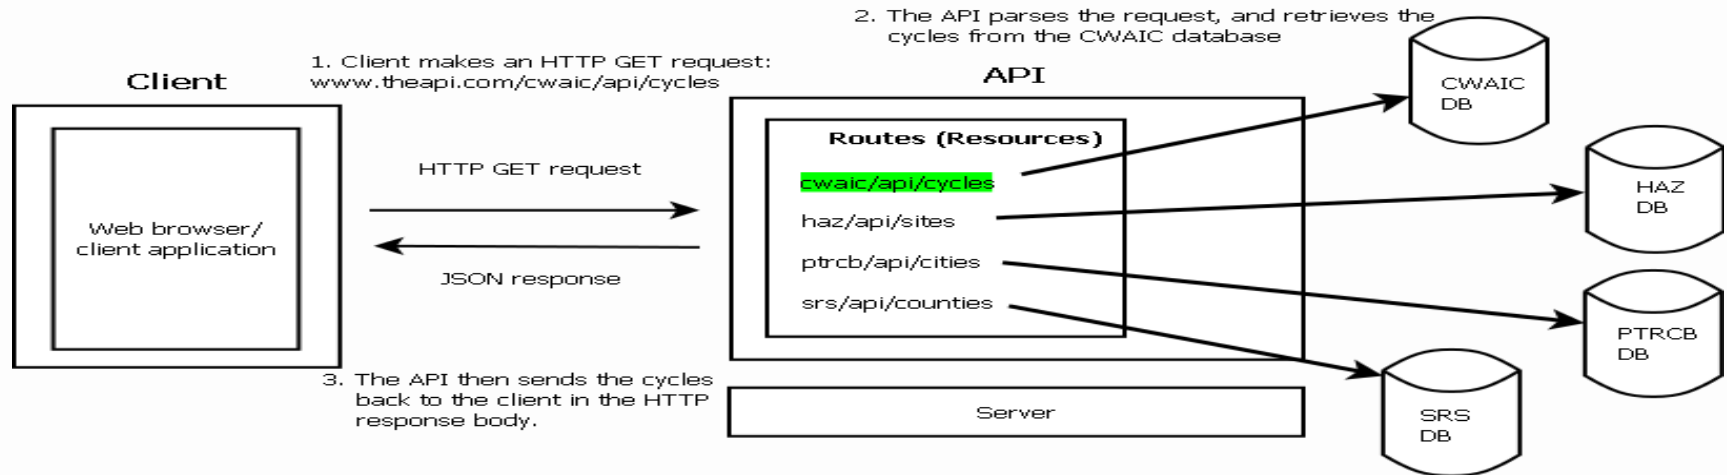 2. The API parses the request, and retrieves the
cycles from the CWAIC database
1. Client makes an HTTP GET request:
www.theapi.com/cwaic/api/cycles
Client
API
CWAIC
DB
Routes (Resources)
HTTP GET request
cwaic/api/cycles
HAZ
DB
Web browser/
client application
haz/api/sites
ptrcb/api/cities
JSON response
srs/api/counties
PTRCB
DB
3. The API then sends the cycles
back to the client in the HTTP
response body.
Server
SRS
DB